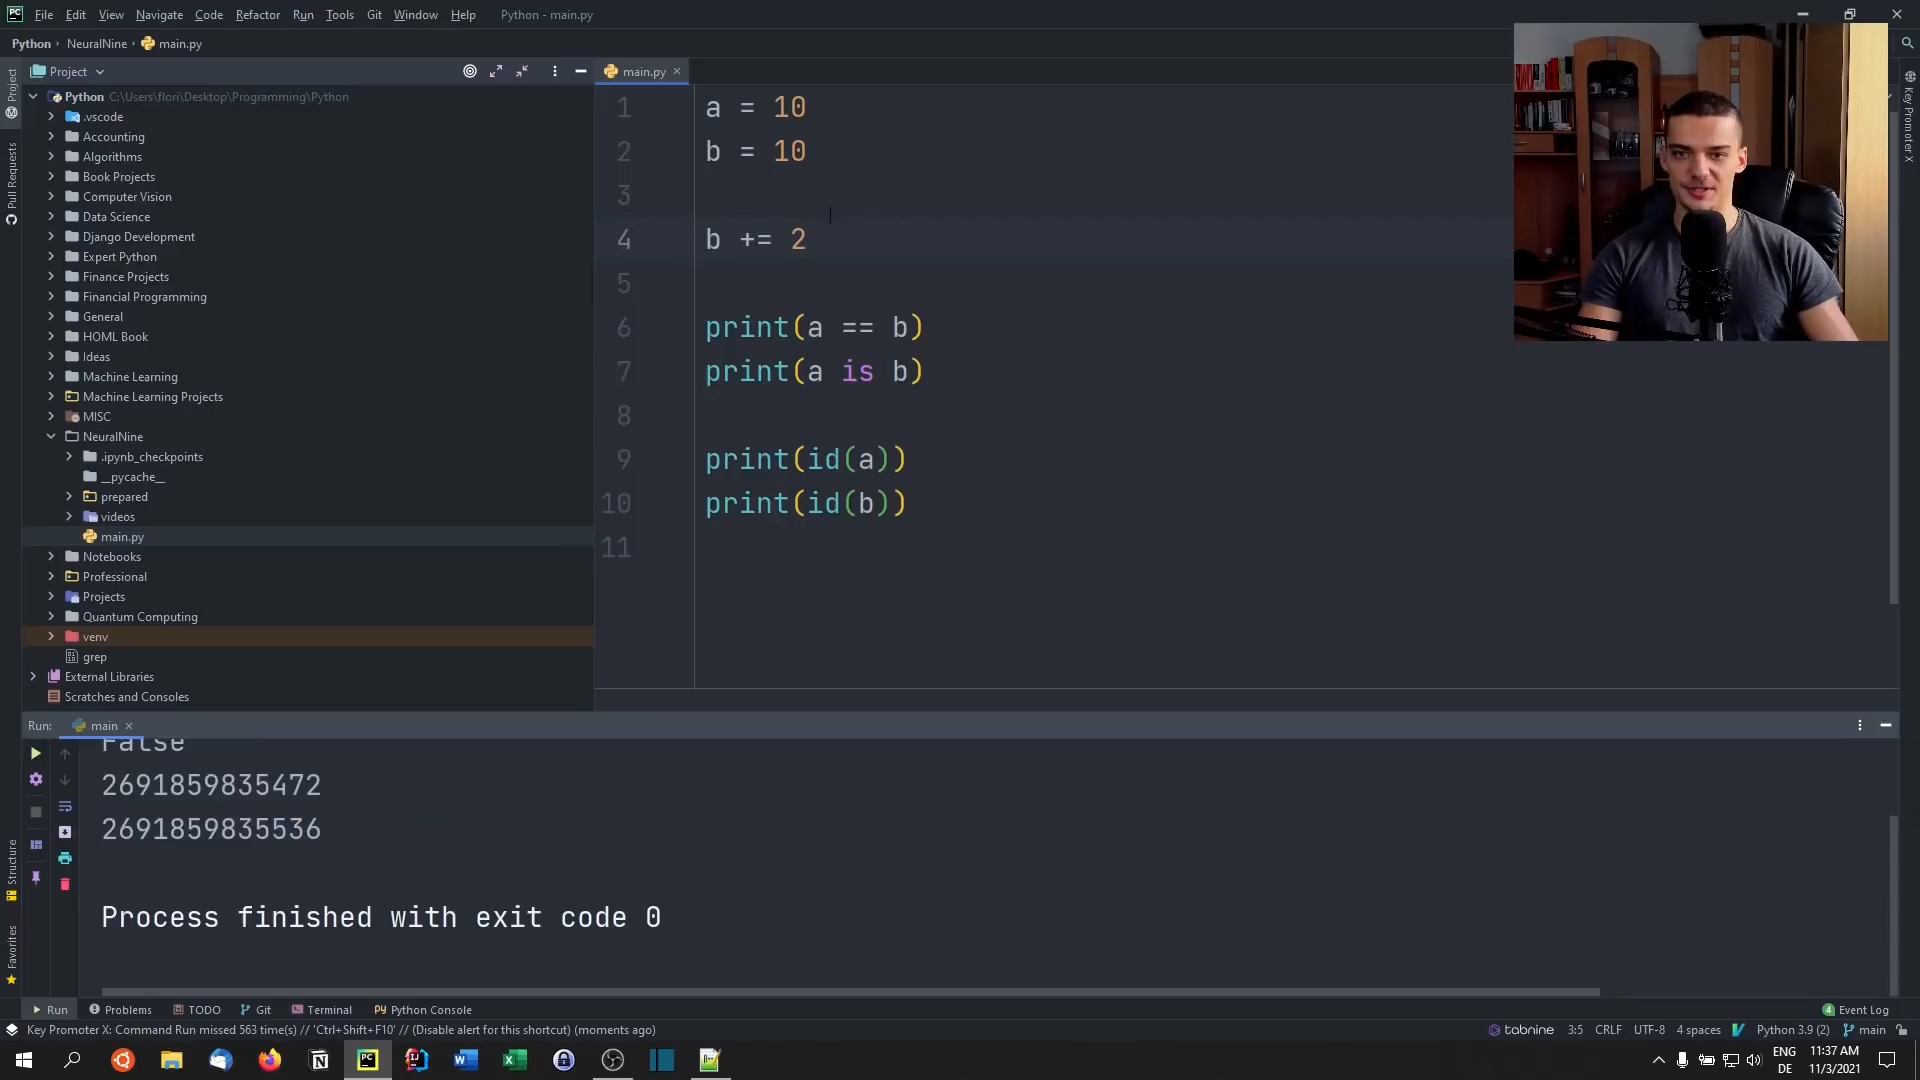 File Edit View Navigate Code Refactor Run Tools Git Window Help Python - main.py
Python NeuralNine main.py
Project
main.py
Project
Pull Requests
Structure
Favorites
Key Promoter X
Python C:\Users\flori\Desktop\Programming\Python
.vscode
Accounting
Algorithms
Book Projects
Computer Vision
Data Science
Django Development
Expert Python
Finance Projects
Financial Programming
General
HOML Book
Ideas
Machine Learning
Machine Learning Projects
MISC
NeuralNine
.ipynb_checkpoints
__pycache__
prepared
videos
main.py
Notebooks
Professional
Projects
Quantum Computing
venv
grep
External Libraries
Scratches and Consoles
1 a = 10
2 b = 10
3
4 b += 2
5
6 print(a == b)
7 print(a is b)
8
9 print(id(a))
10 print(id(b))
11
Run: main
False
2691859835472
2691859835536
Process finished with exit code 0
Run Problems TODO Git Terminal Python Console 4 Event Log
Key Promoter X: Command Run missed 563 time(s) // 'Ctrl+Shift+F10' // (Disable alert for this shortcut) (moments ago) tabnine 3:5 CRLF UTF-8 4 spaces Python 3.9 (2) main
ENG 11:37 AM
DE 11/3/2021